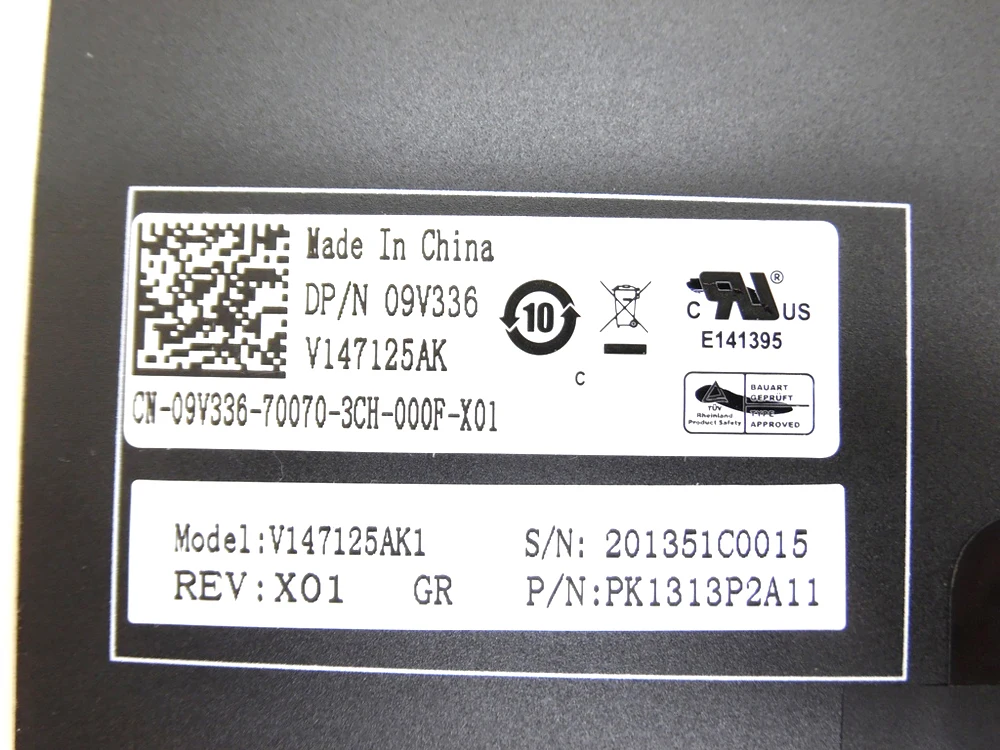 Made In China
DP/N 09V336
V147125AK
CN-09V336-70070-3CH-000F-X01
10
C
C US ®
E141395
TÜV
Rheinland
Product Safety
BAUART
GEPRÜFT
TYPE
APPROVED
Model:V147125AK1 S/N: 201351C0015
REV:X01 GR P/N:PK1313P2A11